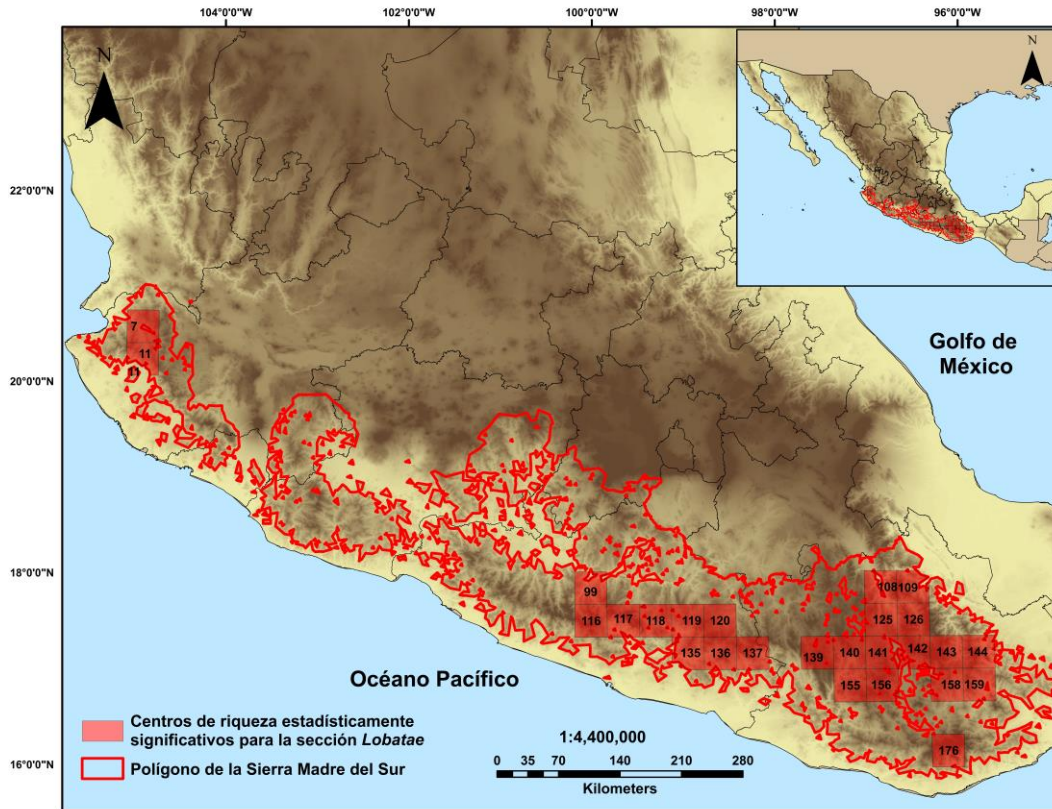 104°0'0"W 102°0'0"W 100°0'0"W 98°0'0"W 96°0'0"W
N
N
22°0'0"N
20°0'0"N
18°0'0"N
16°0'0"N
Golfo de
México
7
11
11
99
108 109
116 117 118 119 120
125 126
135 136 137
139 140 141 142 143 144
155 156 158 159
176
Océano Pacífico
Centros de riqueza estadísticamente
significativos para la sección Lobatae
Polígono de la Sierra Madre del Sur
1:4,400,000
0 35 70 140 210 280
Kilometers